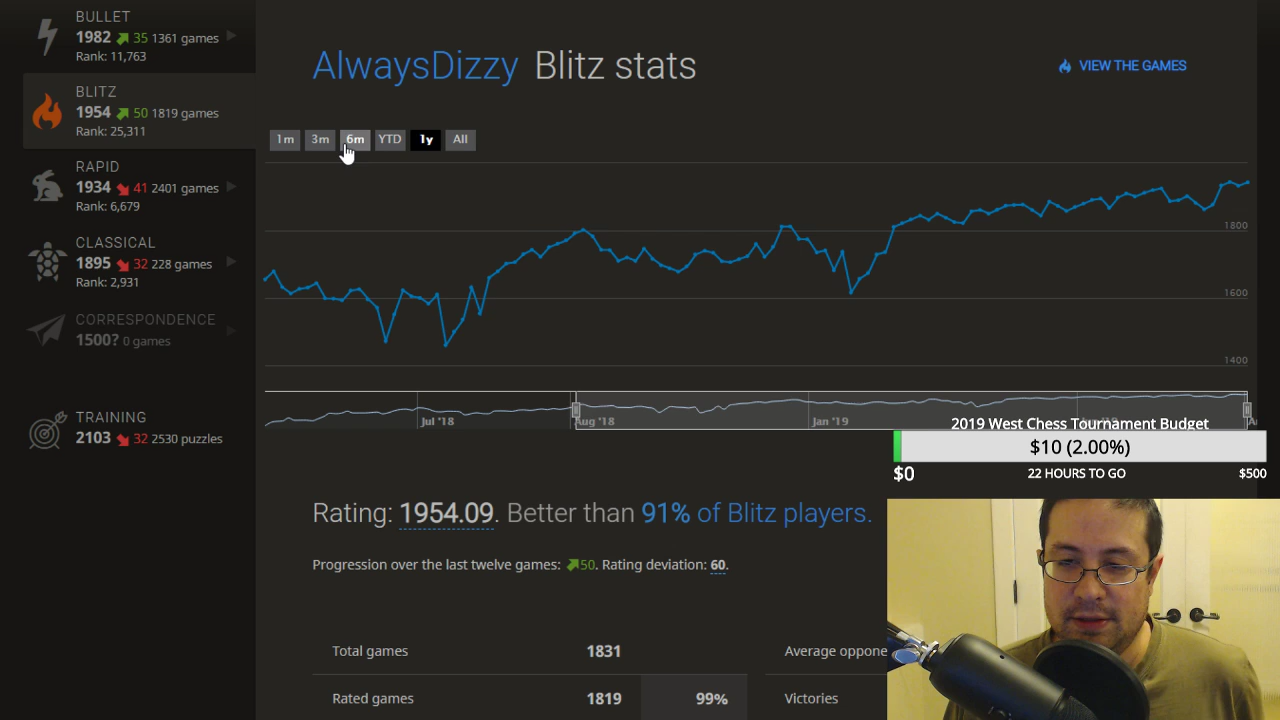 BULLET
1982 35 1361 games
Rank: 11,763
BLITZ
1954 50 1819 games
Rank: 25,311
RAPID
1934 41 2401 games
Rank: 6,679
CLASSICAL
1895 32 228 games
Rank: 2,931
CORRESPONDENCE
1500? 0 games
TRAINING
2103 32 2530 puzzles
AlwaysDizzy Blitz stats
VIEW THE GAMES
1m 3m 6m YTD 1y All
1800
1600
1400
Jul '18 Aug '18 Jan '19
2019 West Chess Tournament Budget
$10 (2.00%)
$0 22 HOURS TO GO $500
Rating: 1954.09. Better than 91% of Blitz players.
Progression over the last twelve games: 50. Rating deviation: 60.
Total games 1831 Average oppone
Rated games 1819 99% Victories